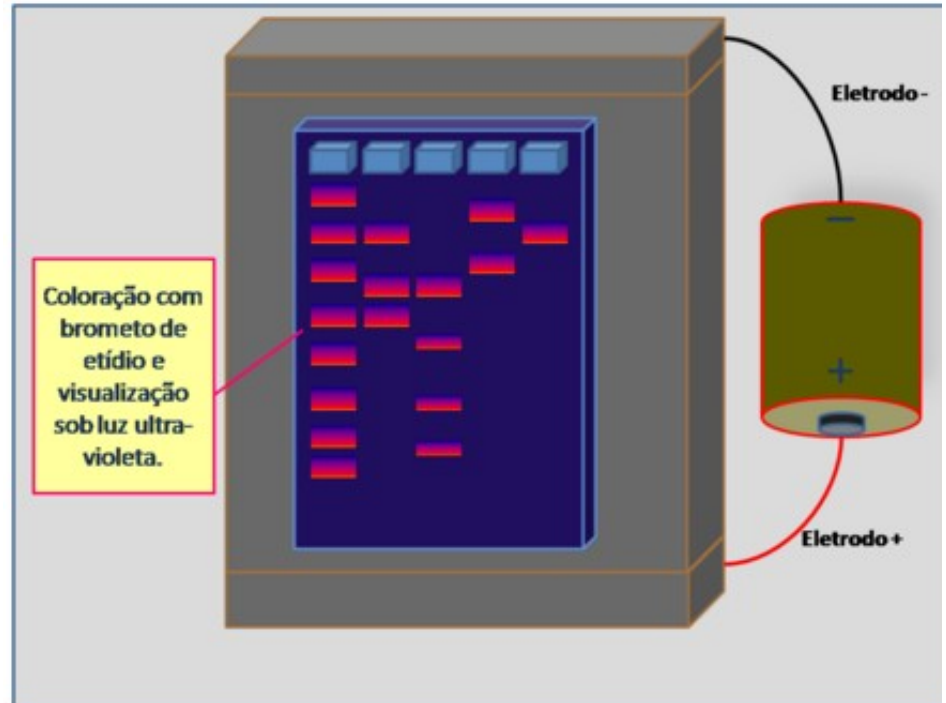 Eletrodo -
Coloração com
brometo de
etídio e
visualização
sob luz ultra-
violeta.
−
+
Eletrodo +